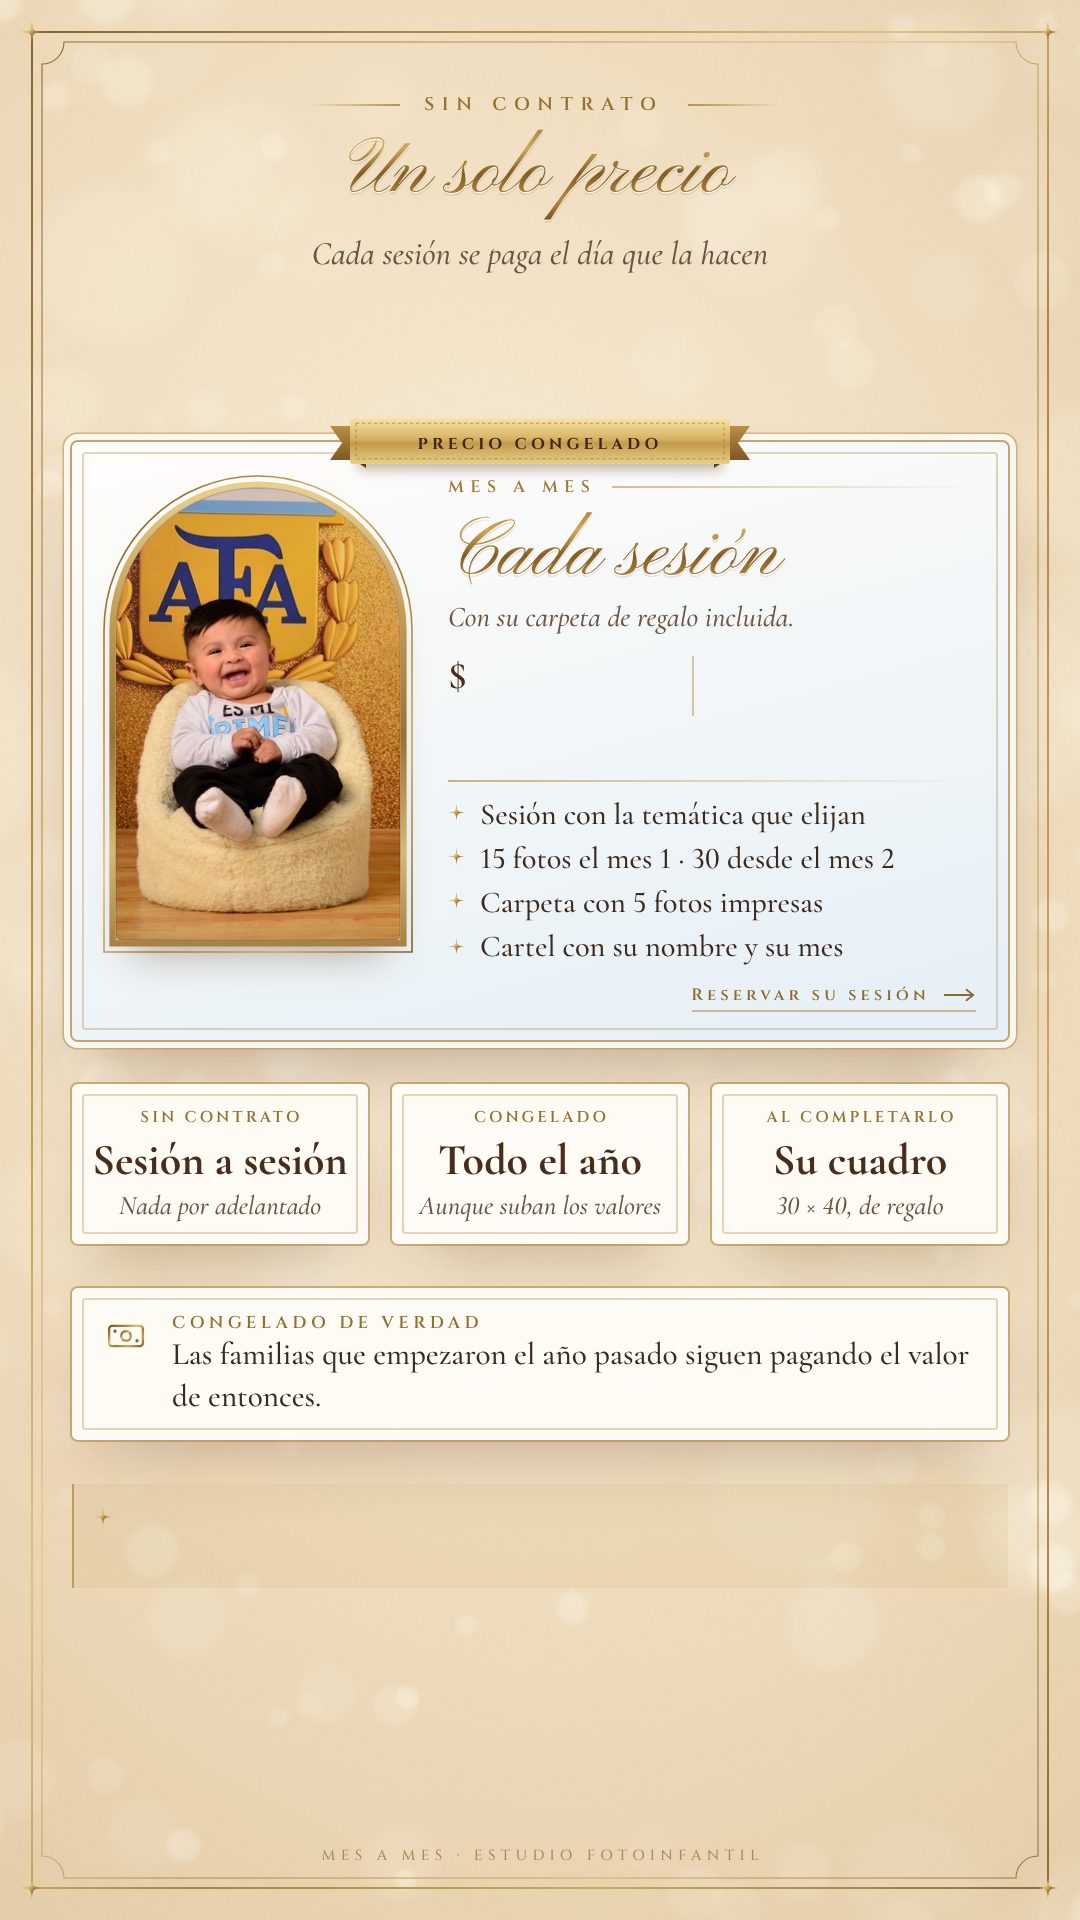 SIN CONTRATO
Un solo precio
Cada sesión se paga el día que la hacen
PRECIO CONGELADO
MES A MES
Cada sesión
Con su carpeta de regalo incluida.
$
AFA
ES MI
Sesión con la temática que elijan
15 fotos el mes 1 · 30 desde el mes 2
Carpeta con 5 fotos impresas
Cartel con su nombre y su mes
RESERVAR SU SESIÓN
SIN CONTRATO
Sesión a sesión
Nada por adelantado
CONGELADO
Todo el año
Aunque suban los valores
AL COMPLETARLO
Su cuadro
30 × 40, de regalo
CONGELADO DE VERDAD
Las familias que empezaron el año pasado siguen pagando el valor
de entonces.
MES A MES · ESTUDIO FOTOINFANTIL